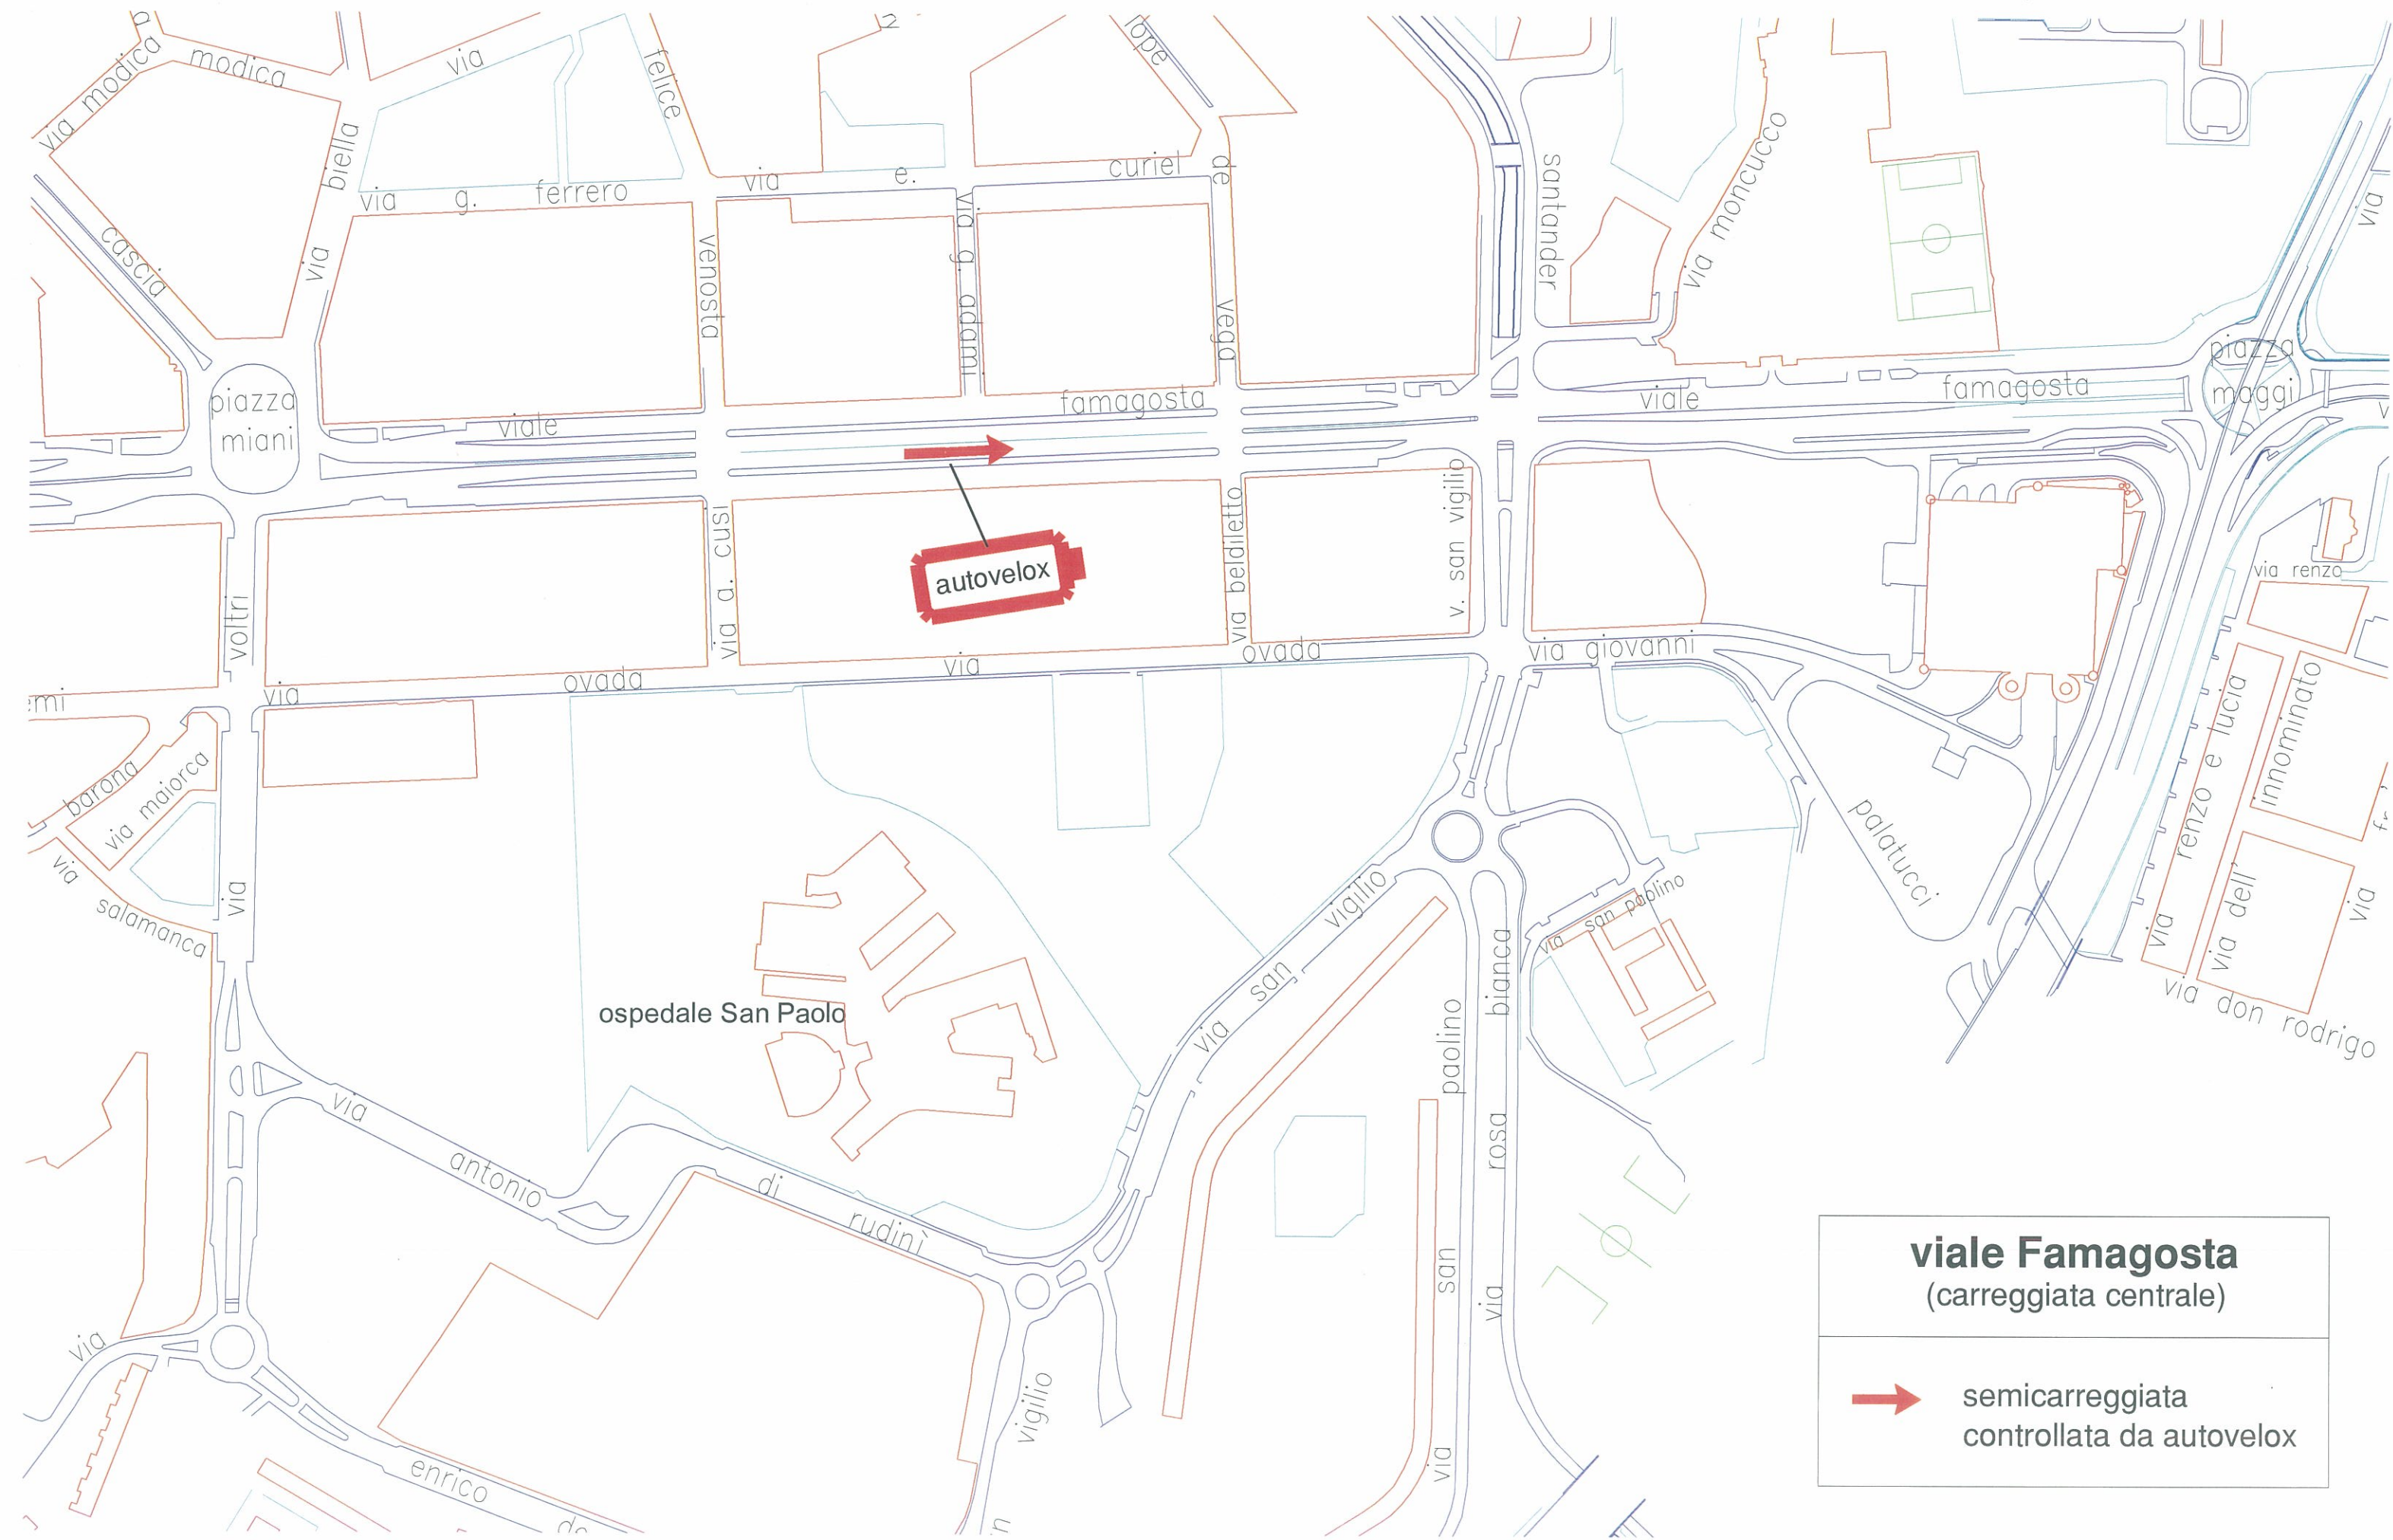 via modica
modica
via
felice
lope
biella
via
cascia
via g. ferrero
via e. curiel
de
vega
venosta
via g. adami
santander
via moncucco
via
piazza
miani
viale
famagosta
viale
famagosta
piazza
maggi
autovelox
via a. cusi
v. san vigilio
voltri
via
via
ovada
via
ovada
via giovanni
palatucci
via renzo
via renzo e lucia
via dell'
innominato
via
via don rodrigo
barona
via maiorca
via
salamanca
ospedale San Paolo
via san vigilio
via san paolino
via rosa bianca
via san paolino
via antonio di rudinì
via
vigilio
enrico
viale Famagosta
(carreggiata centrale)
semicarreggiata
controllata da autovelox